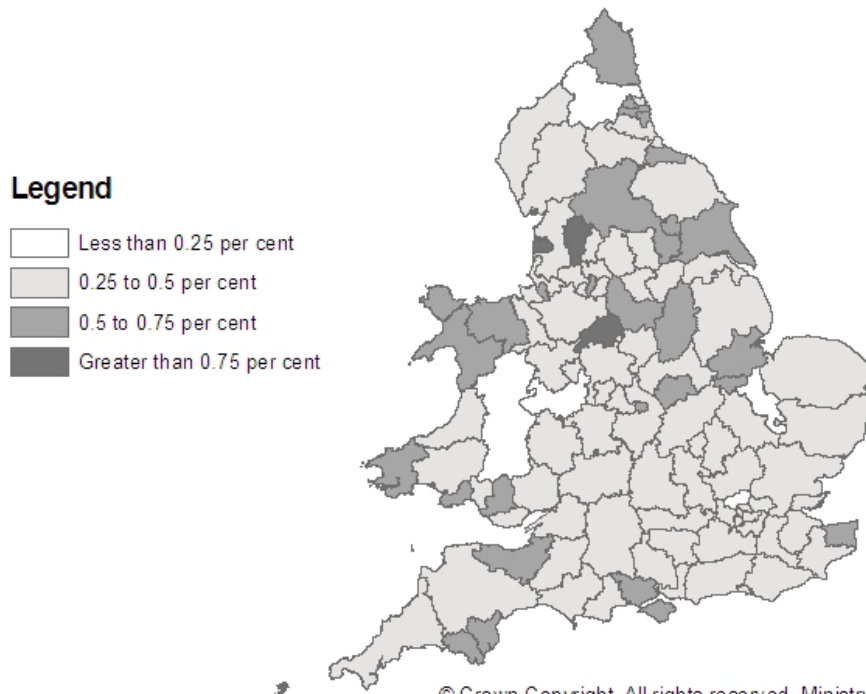 Legend
Less than 0.25 per cent
0.25 to 0.5 per cent
0.5 to 0.75 per cent
Greater than 0.75 per cent
© Crown Copyright. All rights reserved. Ministr